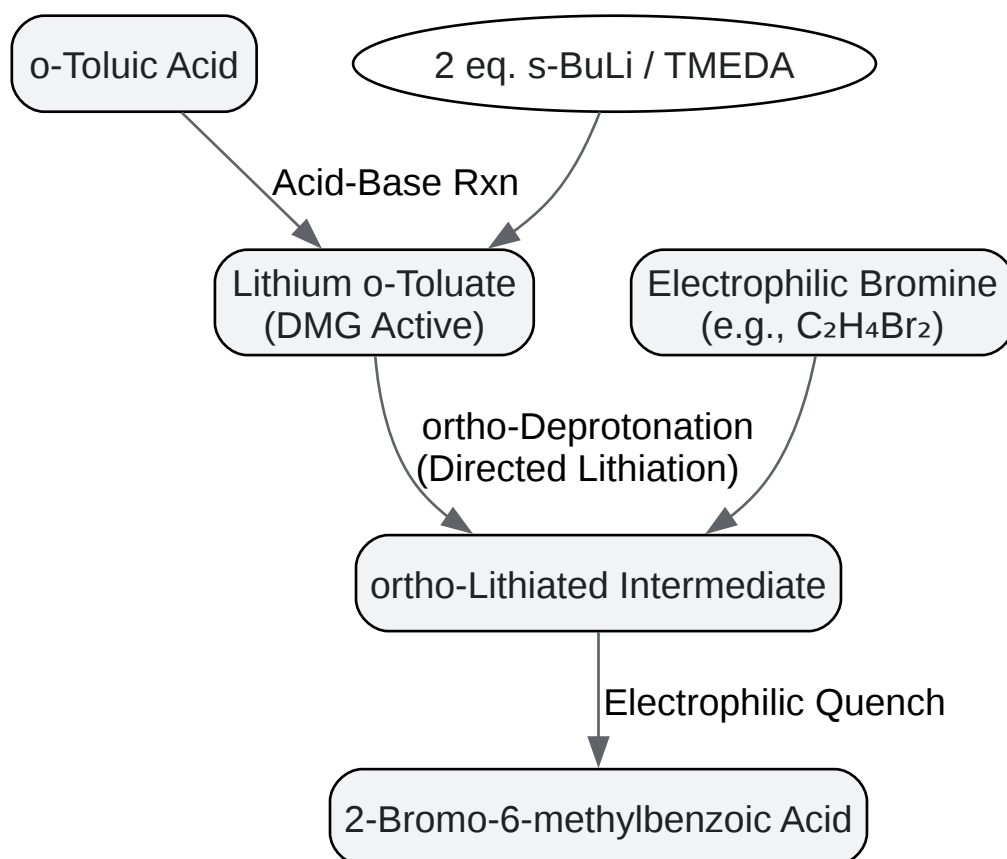 o-Toluic Acid
2 eq. s-BuLi / TMEDA
Acid-Base Rxn
Lithium o-Toluate
(DMG Active)
Electrophilic Bromine
(e.g., C₂H₄Br₂)
ortho-Deprotonation
(Directed Lithiation)
ortho-Lithiated Intermediate
Electrophilic Quench
2-Bromo-6-methylbenzoic Acid